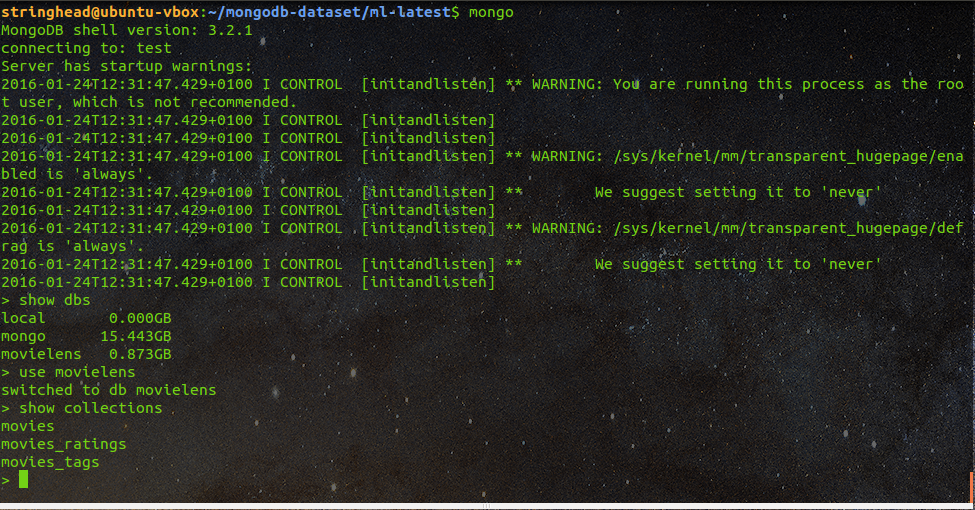 stringhead@ubuntu-vbox:~/mongodb-dataset/ml-latest$ mongo
MongoDB shell version: 3.2.1
connecting to: test
Server has startup warnings:
2016-01-24T12:31:47.429+0100 I CONTROL  [initandlisten] ** WARNING: You are running this process as the roo
t user, which is not recommended.
2016-01-24T12:31:47.429+0100 I CONTROL  [initandlisten]
2016-01-24T12:31:47.429+0100 I CONTROL  [initandlisten]
2016-01-24T12:31:47.429+0100 I CONTROL  [initandlisten] ** WARNING: /sys/kernel/mm/transparent_hugepage/ena
bled is 'always'.
2016-01-24T12:31:47.429+0100 I CONTROL  [initandlisten] **        We suggest setting it to 'never'
2016-01-24T12:31:47.429+0100 I CONTROL  [initandlisten]
2016-01-24T12:31:47.429+0100 I CONTROL  [initandlisten] ** WARNING: /sys/kernel/mm/transparent_hugepage/def
rag is 'always'.
2016-01-24T12:31:47.429+0100 I CONTROL  [initandlisten] **        We suggest setting it to 'never'
2016-01-24T12:31:47.429+0100 I CONTROL  [initandlisten]
> show dbs
local       0.000GB
mongo      15.443GB
movielens   0.873GB
> use movielens
switched to db movielens
> show collections
movies
movies_ratings
movies_tags
>